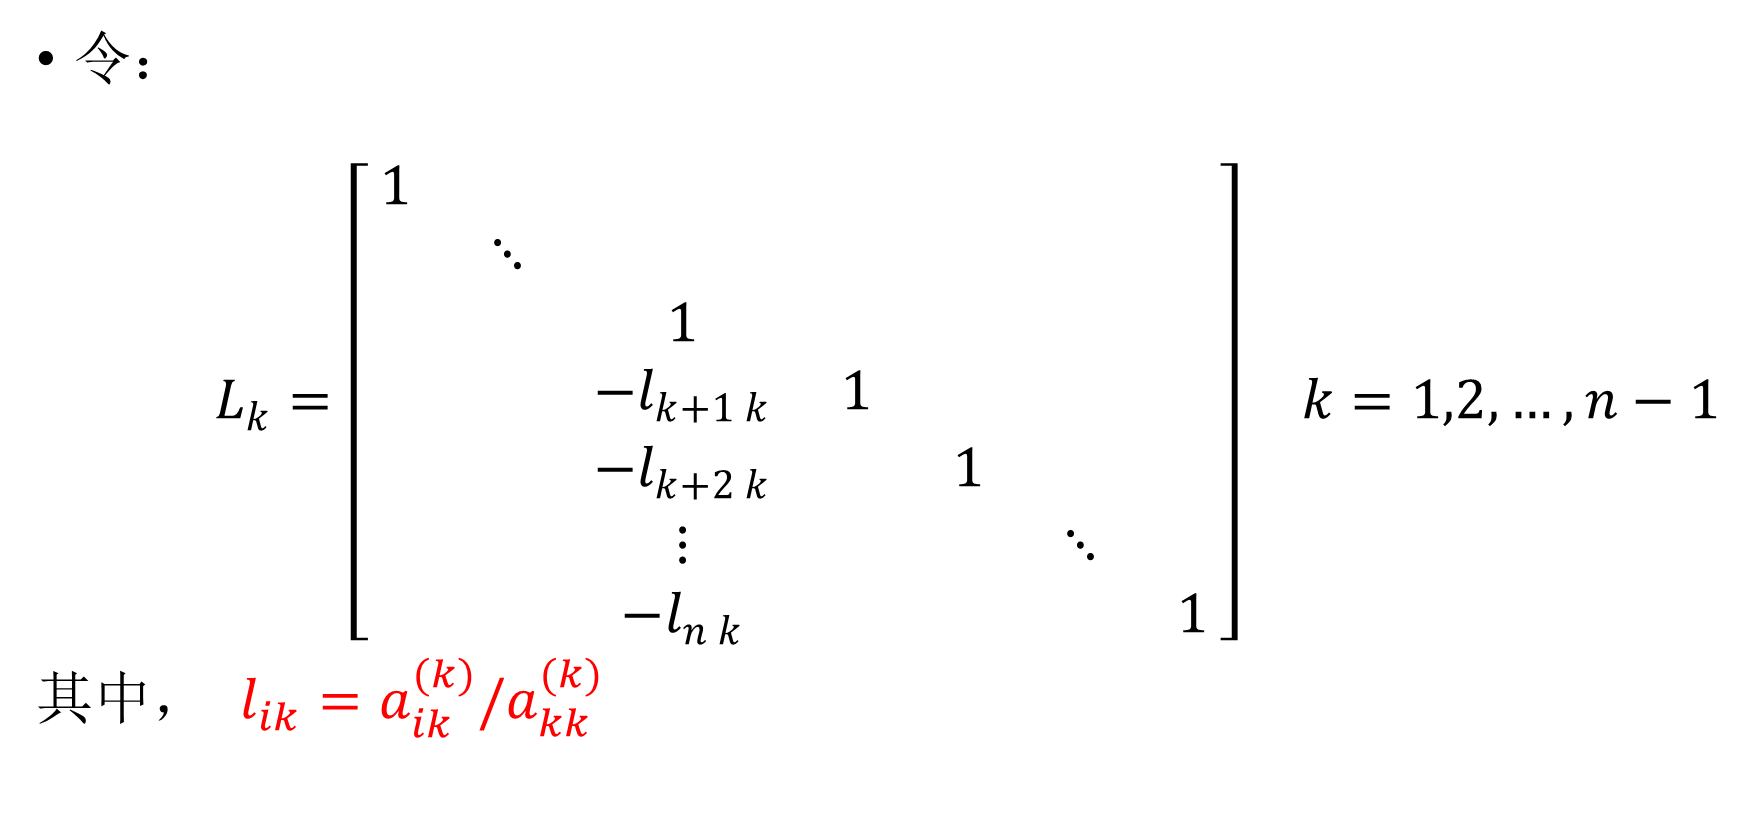 • 令：
1
⋱
1
L_k = −l_{k+1 k} 1 k = 1,2, … , n − 1
−l_{k+2 k} 1
⋮ ⋱
−l_{n k} 1
其中， l_{ik} = a_{ik}^{(k)}/a_{kk}^{(k)}